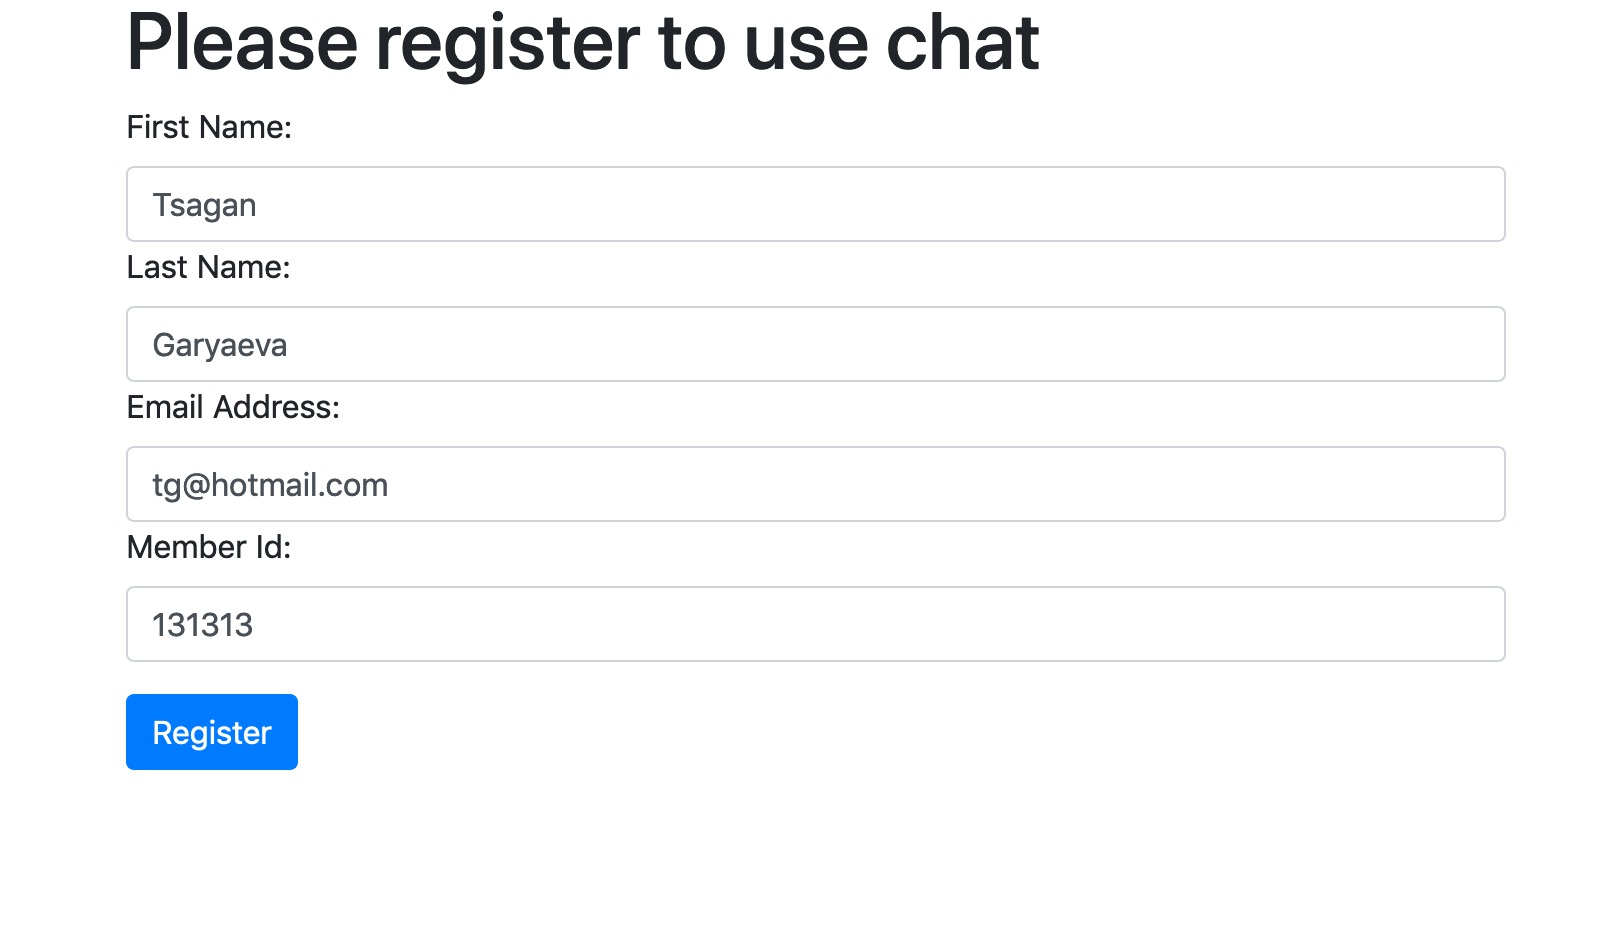 Please register to use chat
First Name:
Tsagan
Last Name:
Garyaeva
Email Address:
tg@hotmail.com
Member Id:
131313
Register